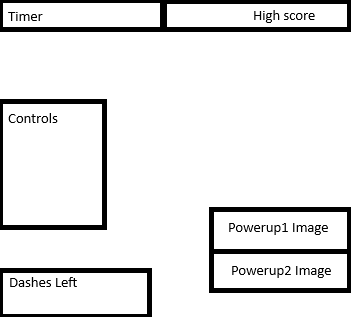 Timer
High score
Controls
Powerup1 Image
Powerup2 Image
Dashes Left